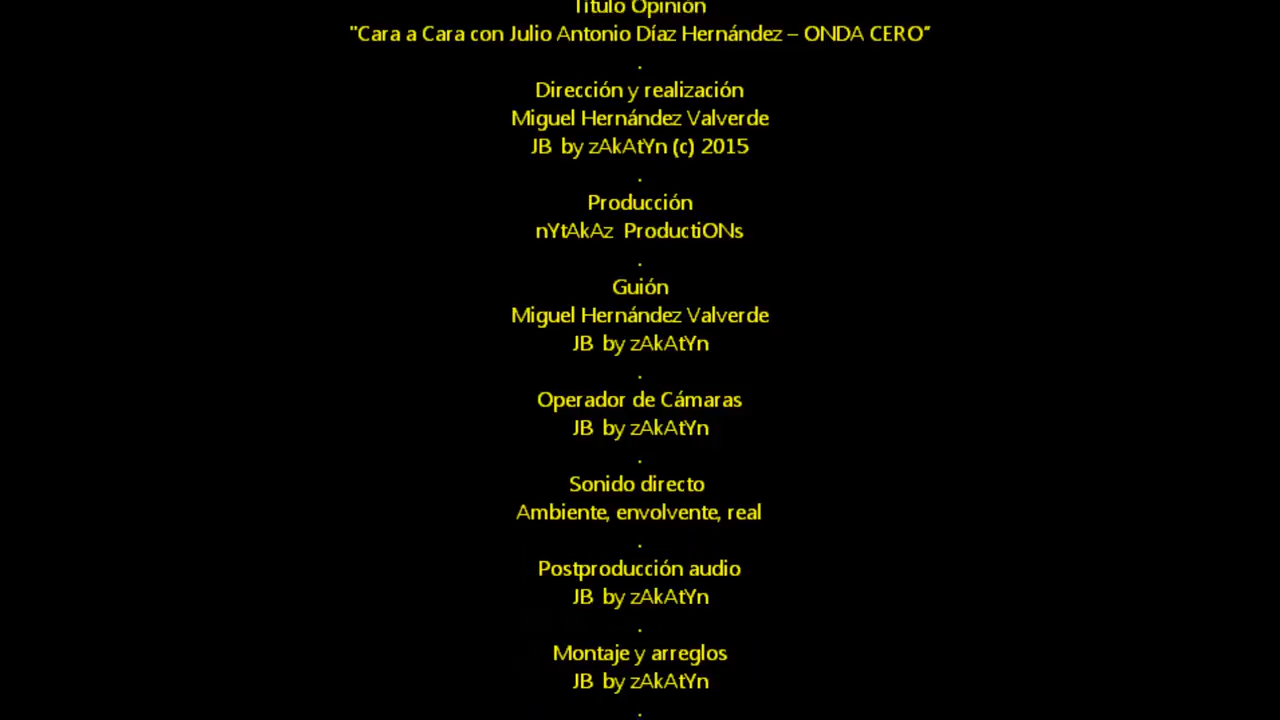 Título Opinión
"Cara a Cara con Julio Antonio Díaz Hernández – ONDA CERO”
.
Dirección y realización
Miguel Hernández Valverde
JB by zAkAtYn (c) 2015
.
Producción
nYtAkAz ProductiONs
.
Guión
Miguel Hernández Valverde
JB by zAkAtYn
.
Operador de Cámaras
JB by zAkAtYn
.
Sonido directo
Ambiente, envolvente, real
.
Postproducción audio
JB by zAkAtYn
.
Montaje y arreglos
JB by zAkAtYn
.